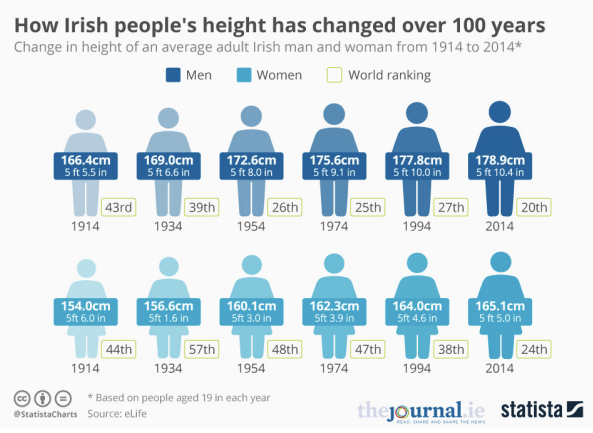 How Irish people's height has changed over 100 years
Change in height of an average adult Irish man and woman from 1914 to 2014*
Men Women World ranking
166.4cm 169.0cm 172.6cm 175.6cm 177.8cm 178.9cm
5 ft 5.5 in 5 ft 6.6 in 5 ft 8.0 in 5 ft 9.1 in 5 ft 10.0 in 5 ft 10.4 in
43rd 39th 26th 25th 27th 20th
1914 1934 1954 1974 1994 2014
154.0cm 156.6cm 160.1cm 162.3cm 164.0cm 165.1cm
5ft 6.0 in 5ft 1.6 in 5ft 3.0 in 5ft 3.9 in 5ft 4.6 in 5ft 5.0 in
44th 57th 48th 47th 38th 24th
1914 1934 1954 1974 1994 2014
* Based on people aged 19 in each year
@StatistaCharts Source: eLife
thejournal.ie statista
READ, SHARE AND SHAPE THE NEWS